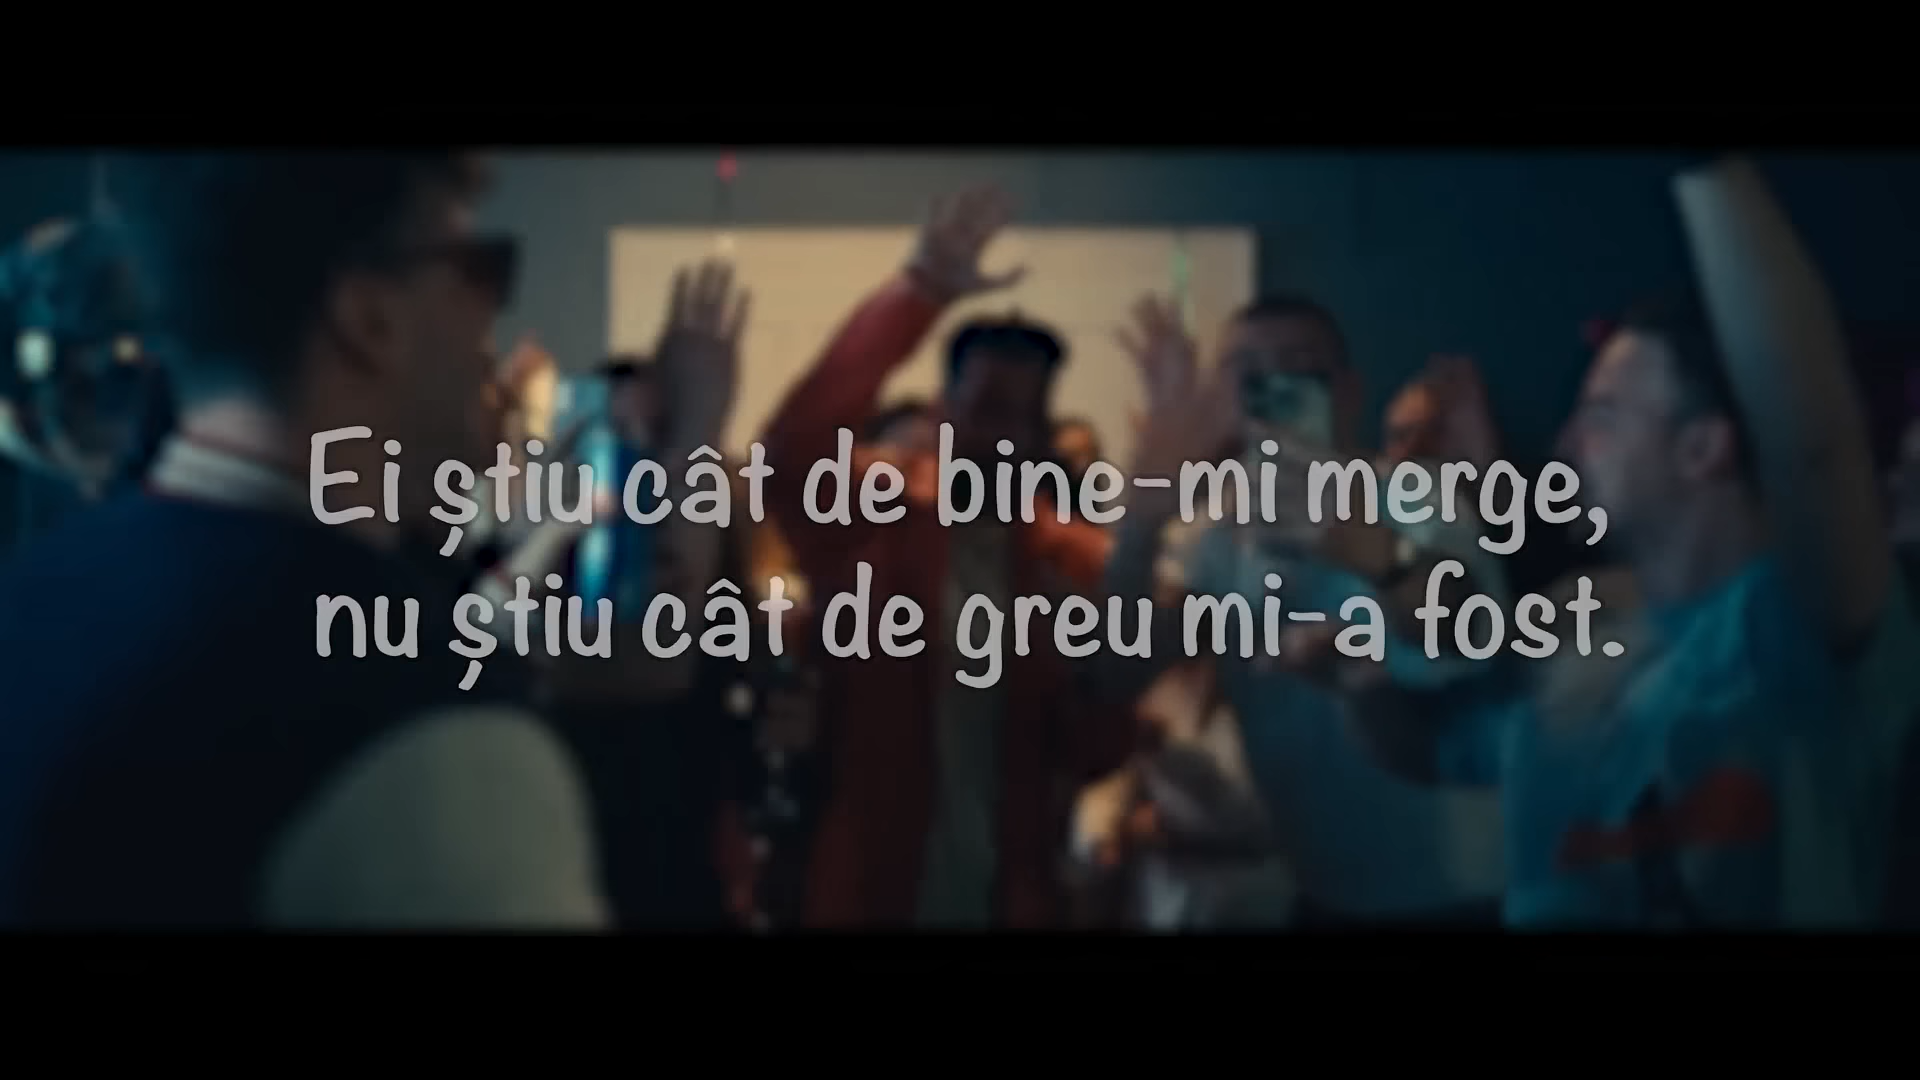 Ei știu cât de bine-mi merge,
nu știu cât de greu mi-a fost.